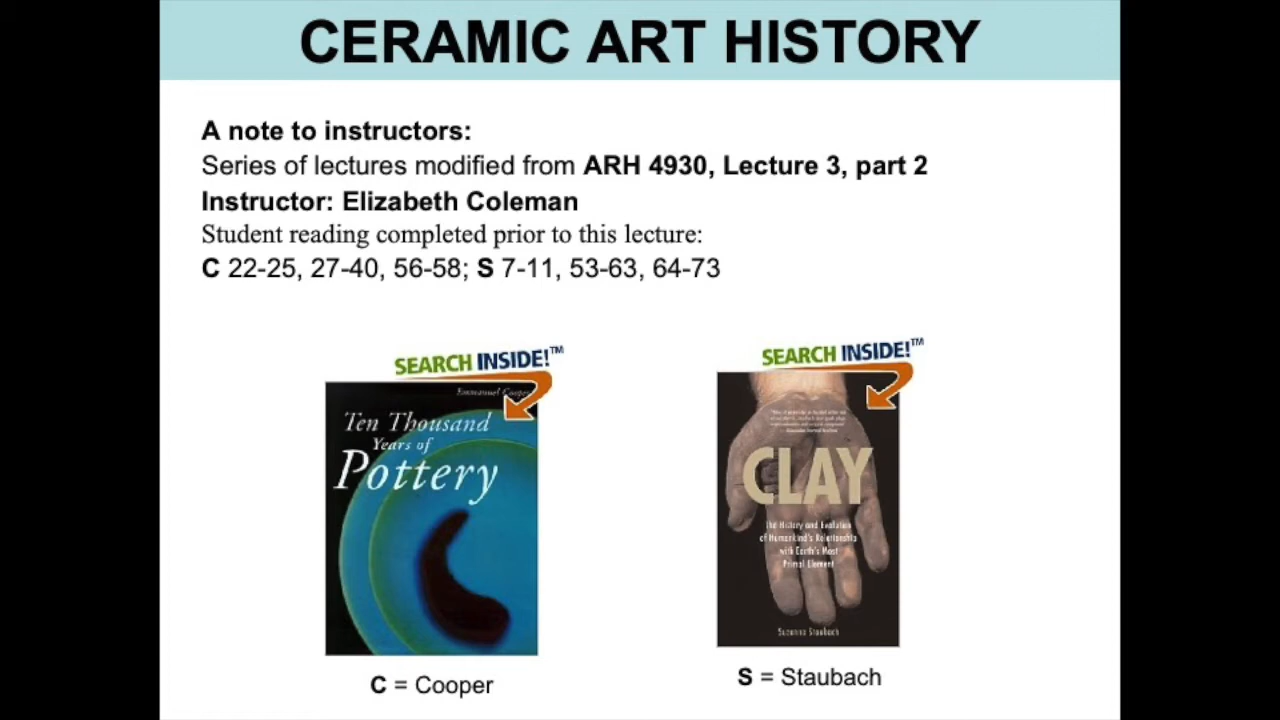 CERAMIC ART HISTORY
A note to instructors:
Series of lectures modified from ARH 4930, Lecture 3, part 2
Instructor: Elizabeth Coleman
Student reading completed prior to this lecture:
C 22-25, 27-40, 56-58; S 7-11, 53-63, 64-73
SEARCH INSIDE!™
Emmanuel Cooper
Ten Thousand
Years of
Pottery
C = Cooper
SEARCH INSIDE!™
CLAY
The History and Evolution
of Humankind's Relationship
with Earth's Most
Primal Element
Suzanne Staubach
S = Staubach